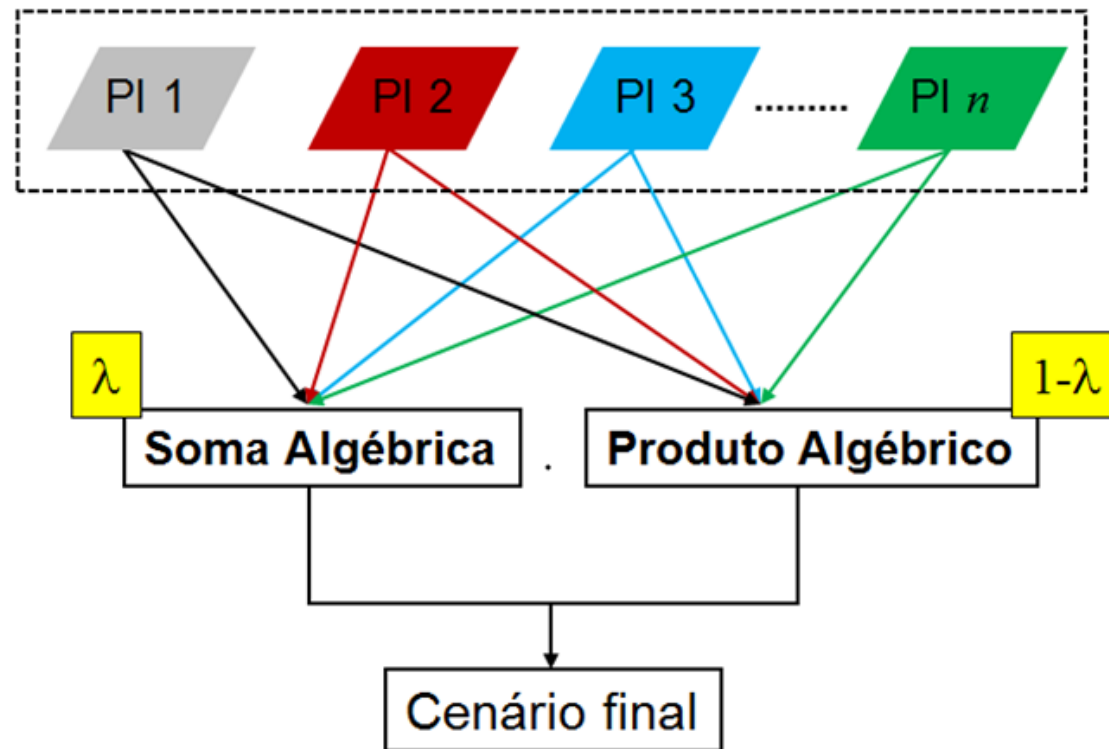 PI 1
PI 2
PI 3
.........
PI n
λ
1-λ
Soma Algébrica
.
Produto Algébrico
Cenário final